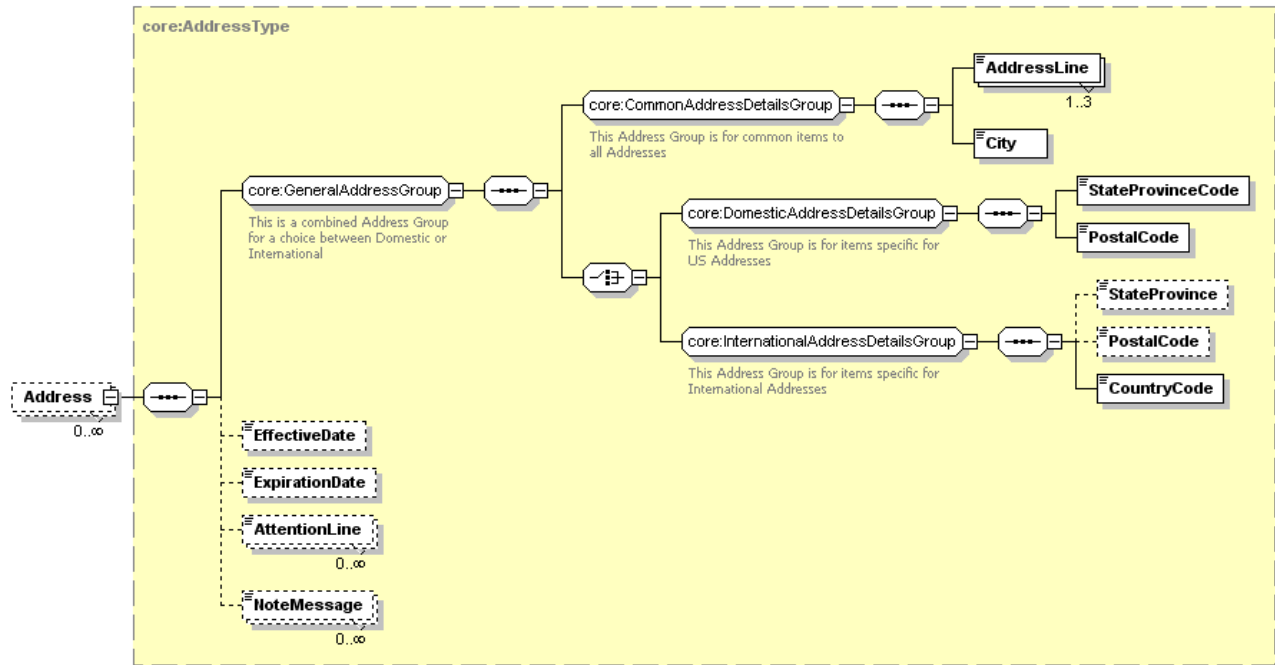 core:AddressType
AddressLine
1..3
core:CommonAddressDetailsGroup
This Address Group is for common items to
all Addresses
City
core:GeneralAddressGroup
This is a combined Address Group
for a choice between Domestic or
International
StateProvinceCode
core:DomesticAddressDetailsGroup
This Address Group is for items specific for
US Addresses
PostalCode
StateProvince
core:InternationalAddressDetailsGroup
This Address Group is for items specific for
International Addresses
PostalCode
CountryCode
Address
0..∞
EffectiveDate
ExpirationDate
AttentionLine
0..∞
NoteMessage
0..∞